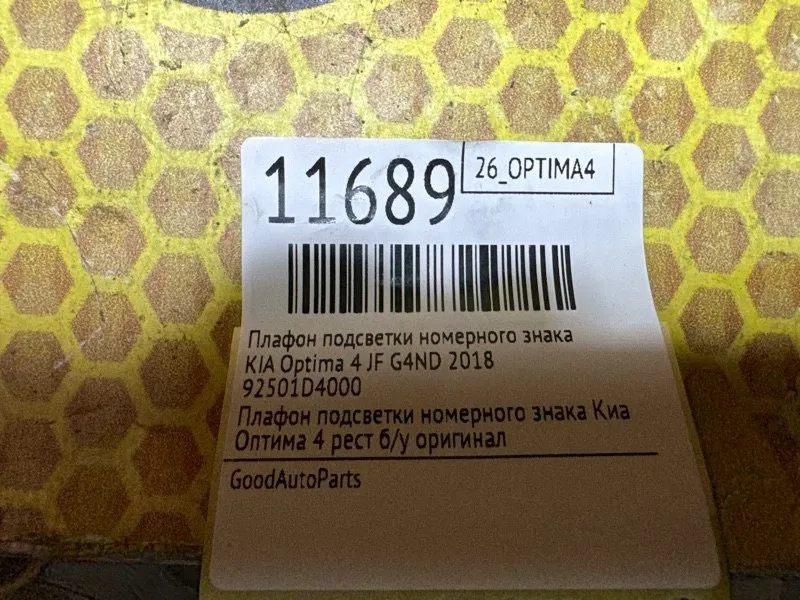 11689
26_OPTIMA4
Плафон подсветки номерного знака
KIA Optima 4 JF G4ND 2018
92501D4000
Плафон подсветки номерного знака Киа
Оптима 4 рест б/у оригинал
GoodAutoParts